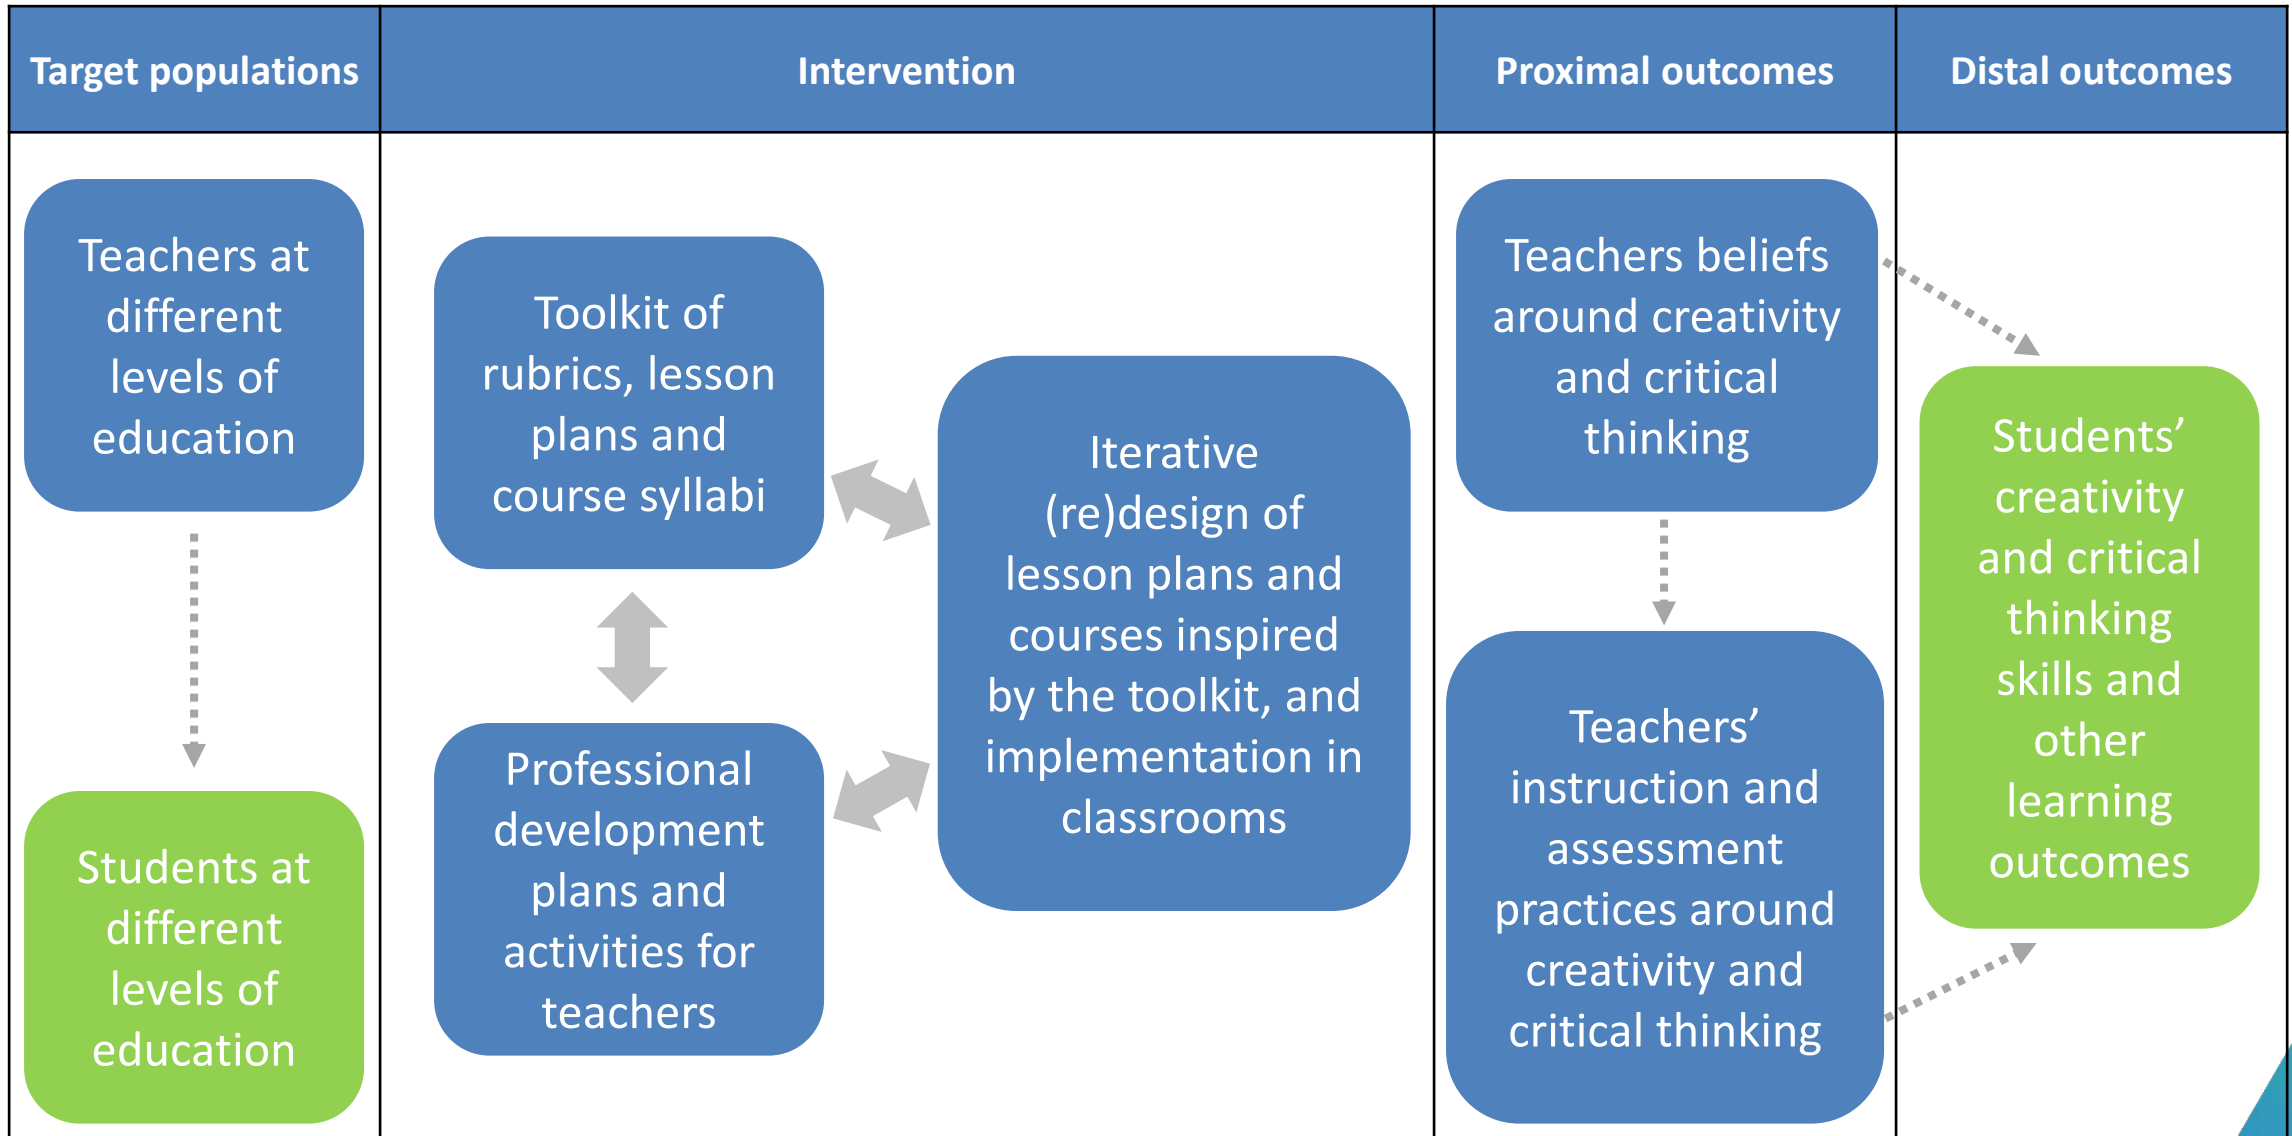 Target populations
Intervention
Proximal outcomes
Distal outcomes
Teachers at
different
levels of
education
Students at
different
levels of
education
Toolkit of
rubrics, lesson
plans and
course syllabi
Professional
development
plans and
activities for
teachers
Iterative
(re)design of
lesson plans and
courses inspired
by the toolkit, and
implementation in
classrooms
Teachers beliefs
around creativity
and critical
thinking
Teachers’
instruction and
assessment
practices around
creativity and
critical thinking
Students’
creativity
and critical
thinking
skills and
other
learning
outcomes